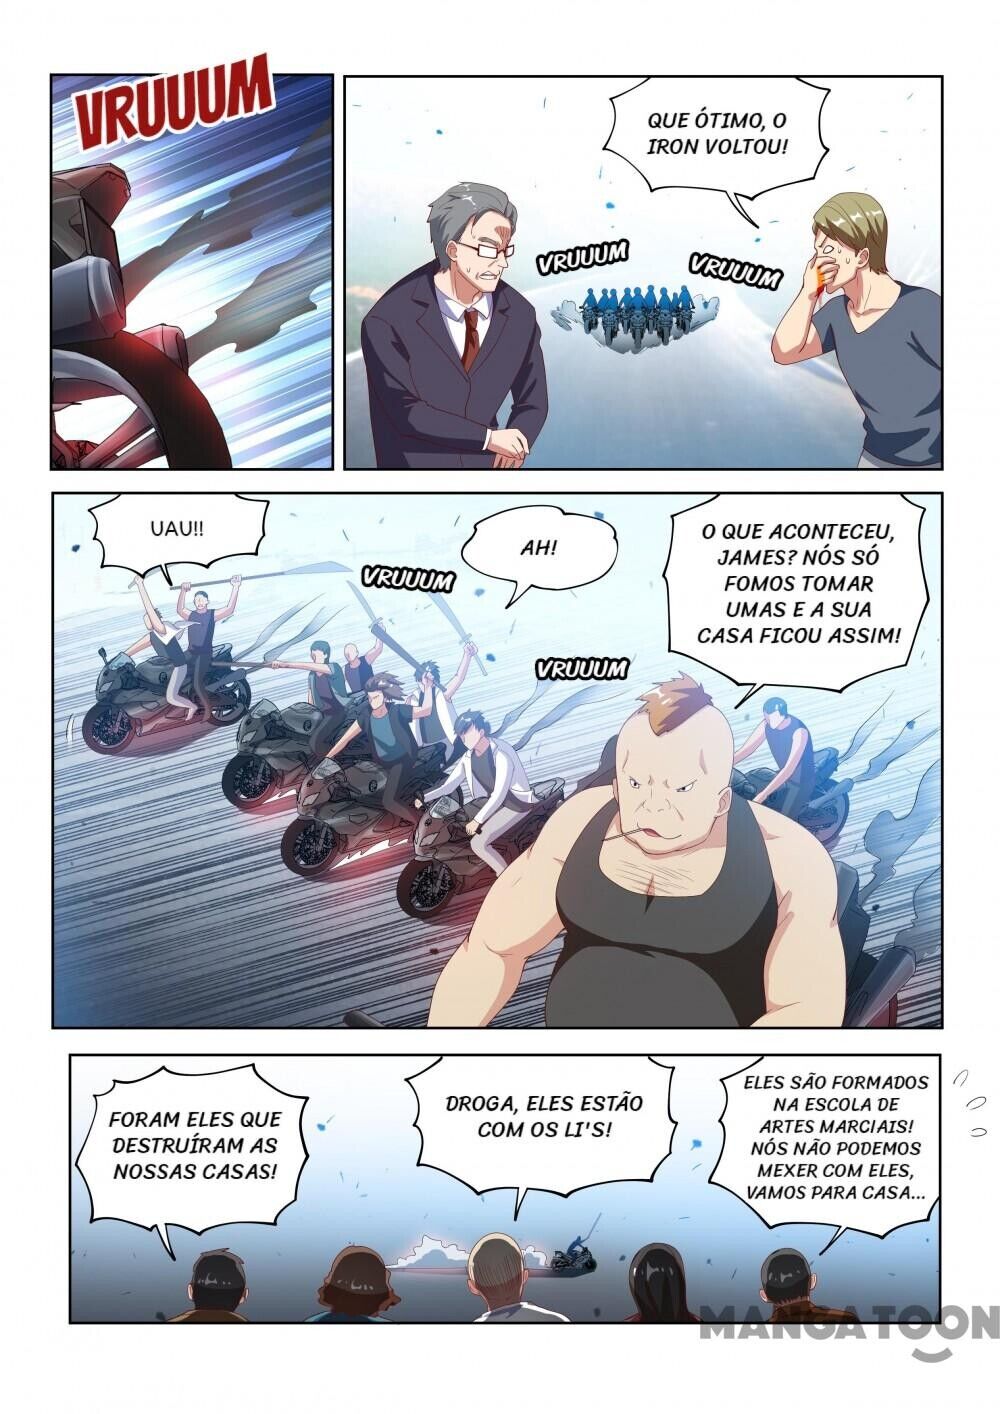 VRUUUM
QUE ÓTIMO, O
IRON VOLTOU!
VRUUUM
VRUUUM
UAU!!
VRUUUM
AH!
VRUUUM
O QUE ACONTECEU,
JAMES? NÓS SÓ
FOMOS TOMAR
UMAS E A SUA
CASA FICOU ASSIM!
FORAM ELES QUE
DESTRUÍRAM AS
NOSSAS CASAS!
DROGA, ELES ESTÃO
COM OS LI'S!
ELES SÃO FORMADOS
NA ESCOLA DE
ARTES MARCIAIS!
NÓS NÃO PODEMOS
MEXER COM ELES,
VAMOS PARA CASA...
MANGATOON